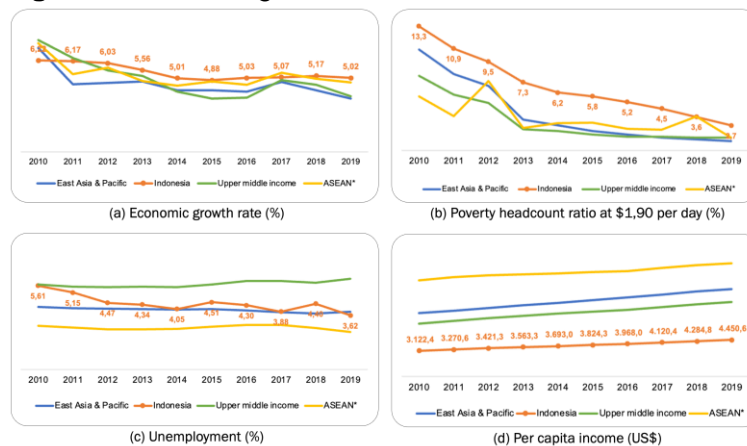 6,17
6,03
5,56
5,01
4,88
5,03
5,07
5,17
5,02
2010 2011 2012 2013 2014 2015 2016 2017 2018 2019
East Asia & Pacific Indonesia Upper middle income ASEAN*
(a) Economic growth rate (%)
13,3
10,9
9,5
7,3
6,2
5,8
5,2
4,5
3,6
2010 2011 2012 2013 2014 2015 2016 2017 2018 2019
East Asia & Pacific Indonesia Upper middle income ASEAN*
(b) Poverty headcount ratio at $1,90 per day (%)
5,61
5,15
4,47
4,34
4,05
4,51
4,30
3,88
3,62
2010 2011 2012 2013 2014 2015 2016 2017 2018 2019
East Asia & Pacific Indonesia Upper middle income ASEAN*
(c) Unemployment (%)
3.122,4 3.270,6 3.421,3 3.563,3 3.693,0 3.824,3 3.968,0 4.120,4 4.284,8 4.450,6
2010 2011 2012 2013 2014 2015 2016 2017 2018 2019
East Asia & Pacific Indonesia Upper middle income ASEAN*
(d) Per capita income (US$)